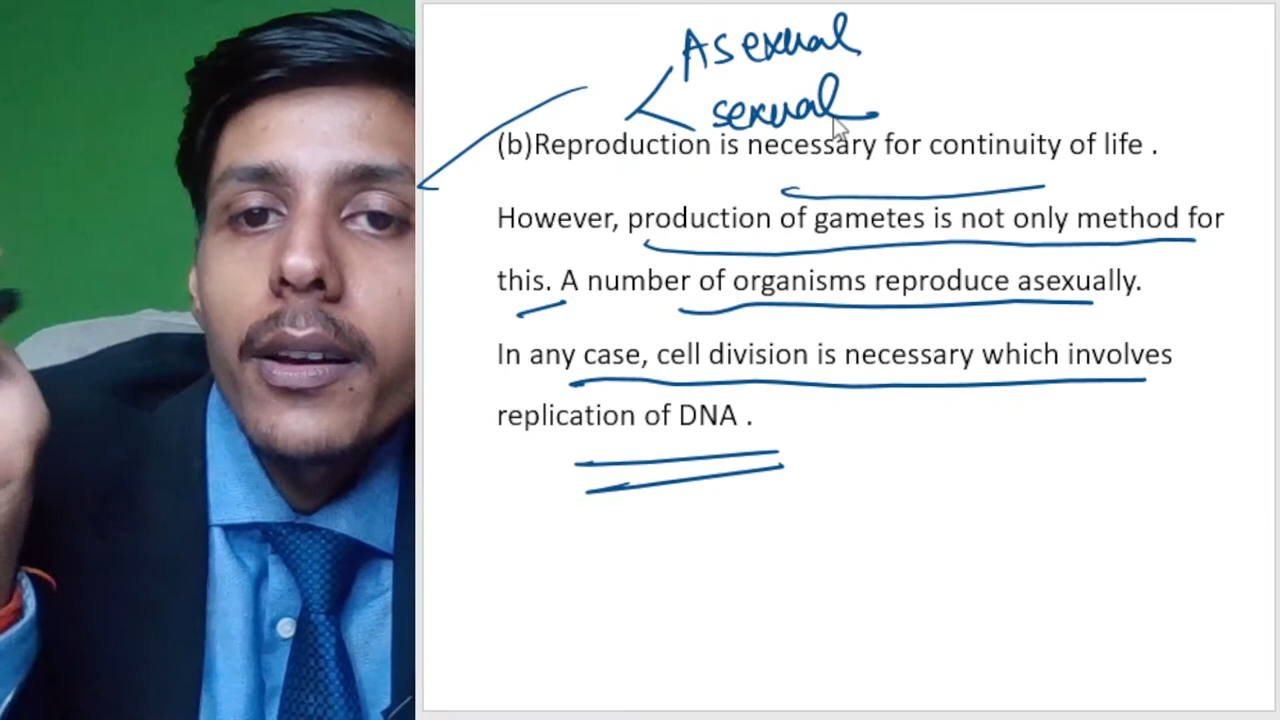 Asexual
sexual
(b)Reproduction is necessary for continuity of life .
However, production of gametes is not only method for
this. A number of organisms reproduce asexually.
In any case, cell division is necessary which involves
replication of DNA .